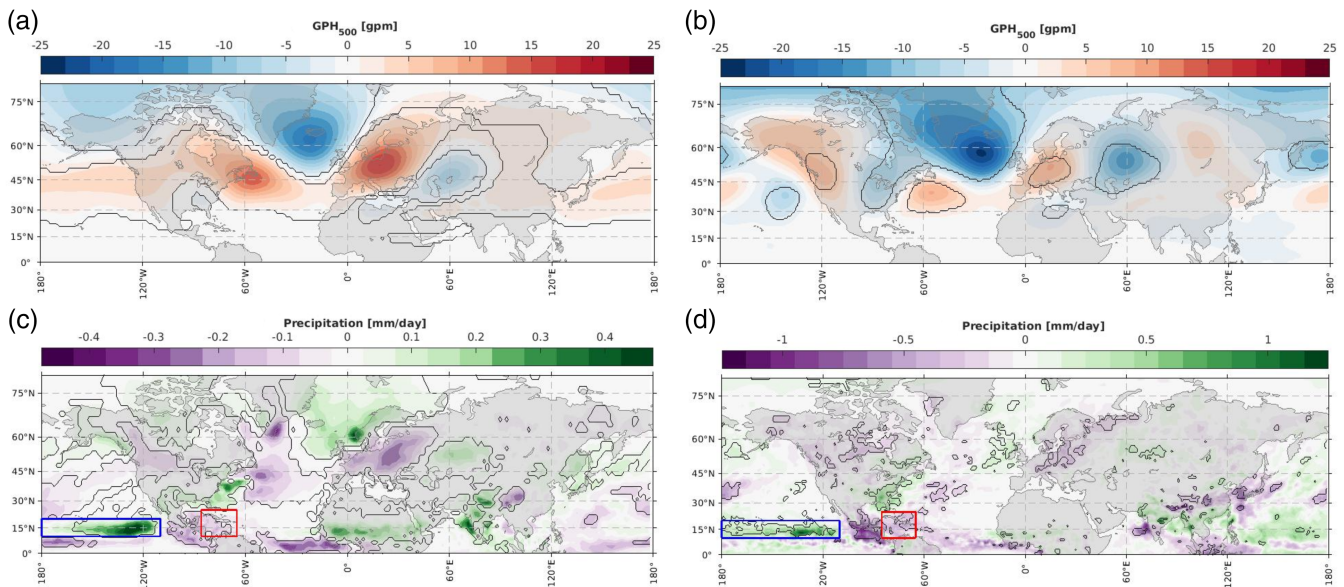 (a)
GPH500 [gpm]
-25 -20 -15 -10 -5 0 5 10 15 20 25
75°N
60°N
45°N
30°N
15°N
0°
180° 120°W 60°W 0° 60°E 120°E 180°
(b)
GPH500 [gpm]
-25 -20 -15 -10 -5 0 5 10 15 20 25
75°N
60°N
45°N
30°N
15°N
0°
180° 120°W 60°W 0° 60°E 120°E 180°
(c)
Precipitation [mm/day]
-0.4 -0.3 -0.2 -0.1 0 0.1 0.2 0.3 0.4
75°N
60°N
45°N
30°N
15°N
0°
180° 120°W 60°W 0° 60°E 120°E 180°
(d)
Precipitation [mm/day]
-1 -0.5 0 0.5 1
75°N
60°N
45°N
30°N
15°N
0°
180° 120°W 60°W 0° 60°E 120°E 180°